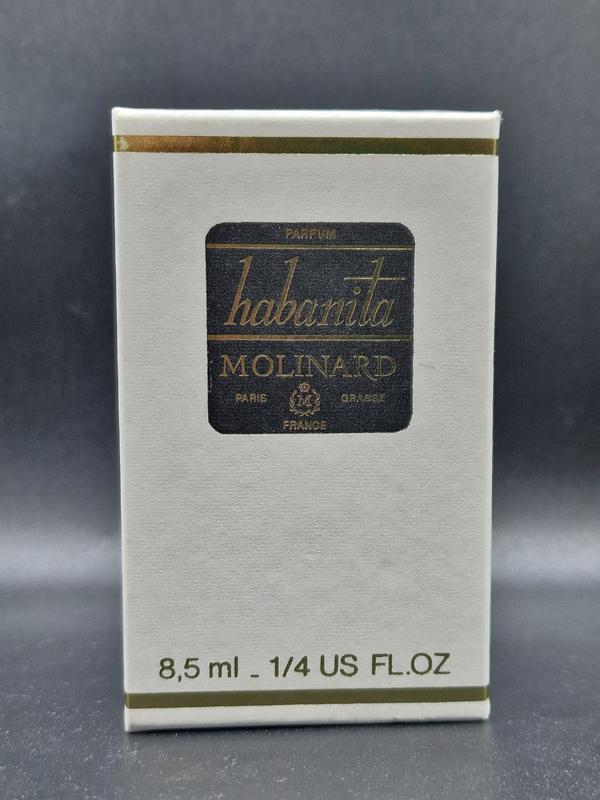 PARFUM
habanita
MOLINARD
PARIS M GRASSE
FRANCE
8,5 ml - 1/4 US FL.OZ